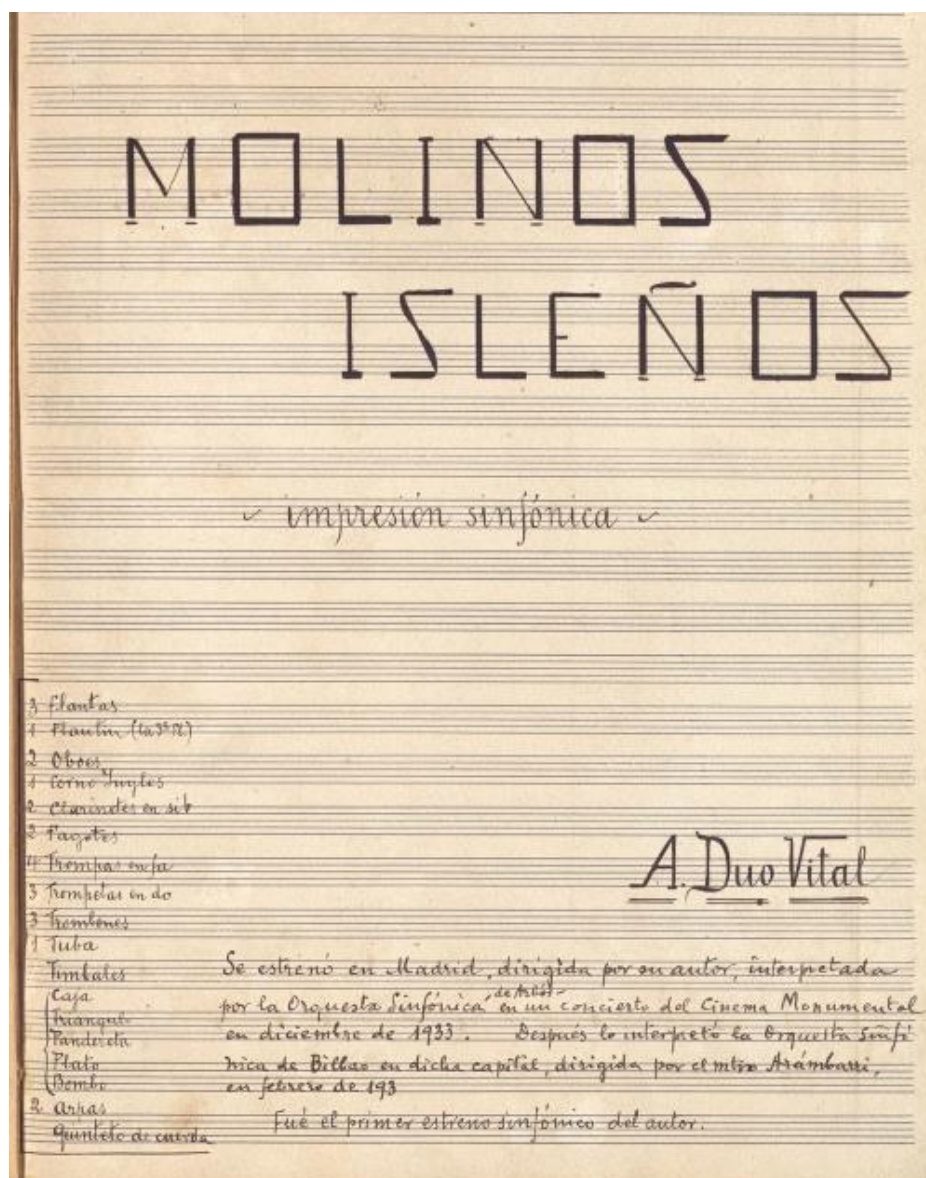 MOLINOS
ISLEÑOS
impresión sinfónica
3 flautas
1 Flautín (la 3ª fl.)
2 Oboes
1 Corno Inglés
2 Clarinetes en sib
2 Fagotes
4 Trompas en fa
3 Trompetas en do
3 Trombones
1 Tuba
Timbales
Caja
Triangulo
Pandereta
Plato
Bombo
2 arpas
Quinteto de cuerda
A. Duo Vital
Se estrenó en Madrid, dirigida por su autor, interpretada
por la Orquesta Sinfónica de Arbós en un concierto del Cinema Monumental
en diciembre de 1933. Después lo interpretó la Orquesta Sinfó
nica de Bilbao en dicha capital, dirigida por el mtro Arámbarri,
en febrero de 193
Fué el primer estreno sinfónico del autor.